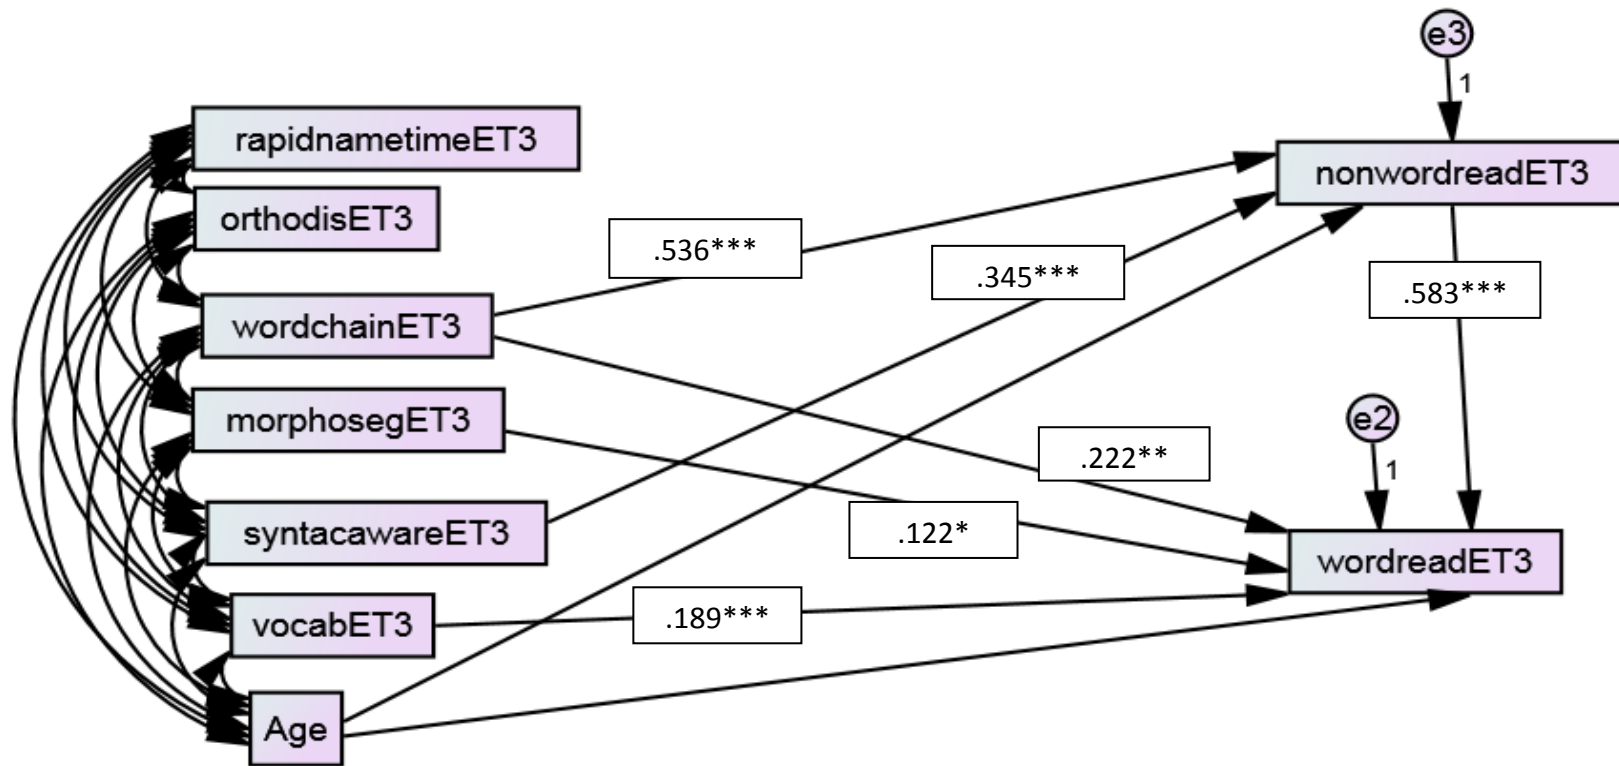 e3
1
rapidnametimeET3
nonwordreadET3
orthodisET3
.536***
.345***
.583***
wordchainET3
morphosegET3
e2
1
.222**
.122*
syntacawareET3
wordreadET3
vocabET3
.189***
Age